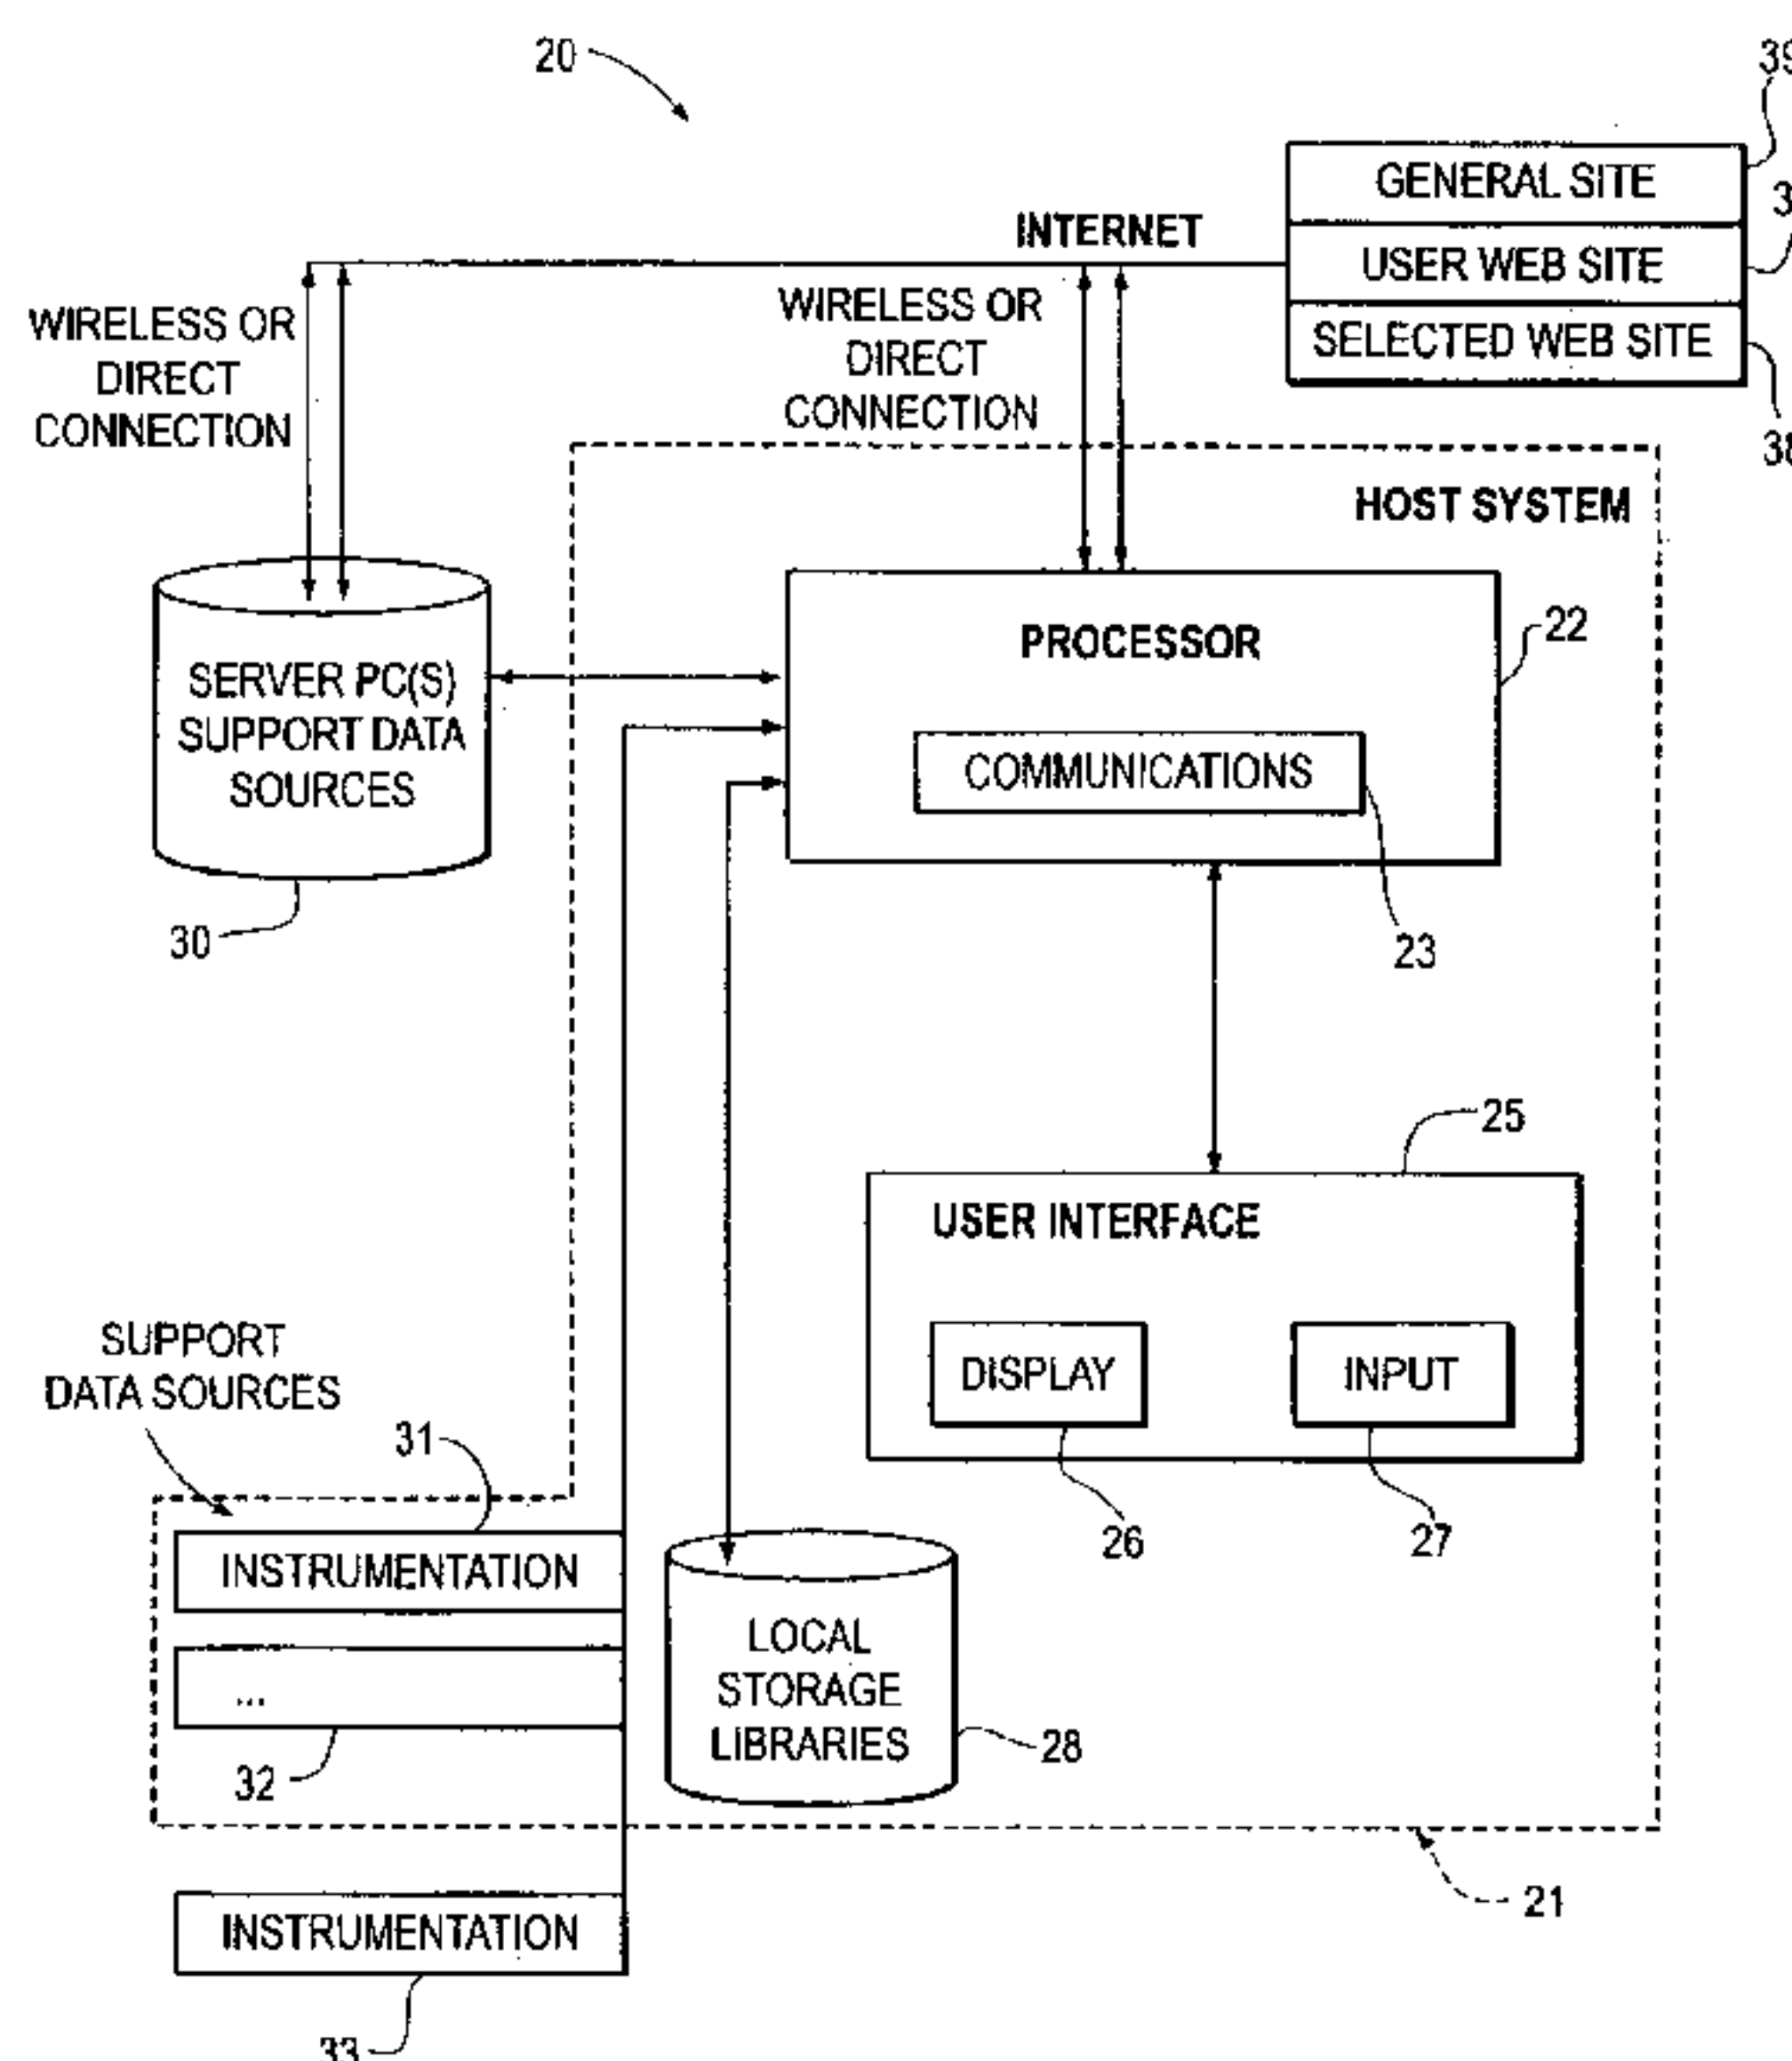 20
39
GENERAL SITE
INTERNET
USER WEB SITE
WIRELESS OR
DIRECT
CONNECTION
WIRELESS OR
DIRECT
CONNECTION
SELECTED WEB SITE
38
HOST SYSTEM
PROCESSOR
22
SERVER PC(S)
SUPPORT DATA
SOURCES
COMMUNICATIONS
30
23
25
USER INTERFACE
SUPPORT
DATA SOURCES
DISPLAY
INPUT
31
26
27
INSTRUMENTATION
LOCAL
STORAGE
LIBRARIES
...
28
32
21
INSTRUMENTATION
33